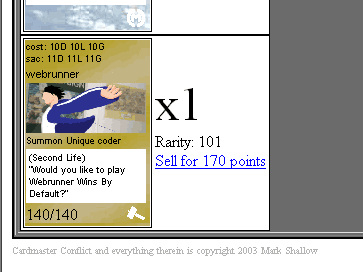 cost: 10D 10L 10G
sac: 11D 11L 11G
webrunner
Summon Unique coder
(Second Life)
"Would you like to play
Webrunner Wins By
Default?"
140/140
x1
Rarity: 101
Sell for 170 points
Cardmaster Conflict and everything therein is copyright 2003 Mark Shallow